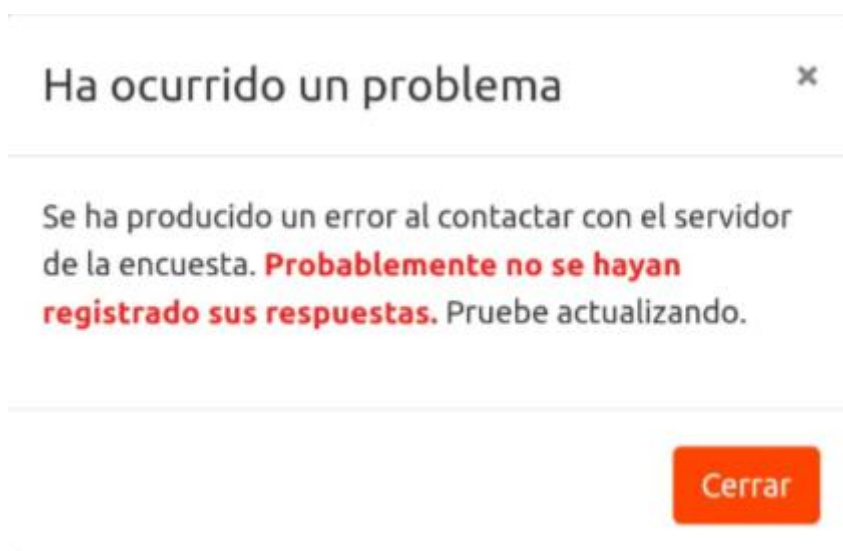 Ha ocurrido un problema ×
Se ha producido un error al contactar con el servidor
de la encuesta. Probablemente no se hayan
registrado sus respuestas. Pruebe actualizando.
Cerrar